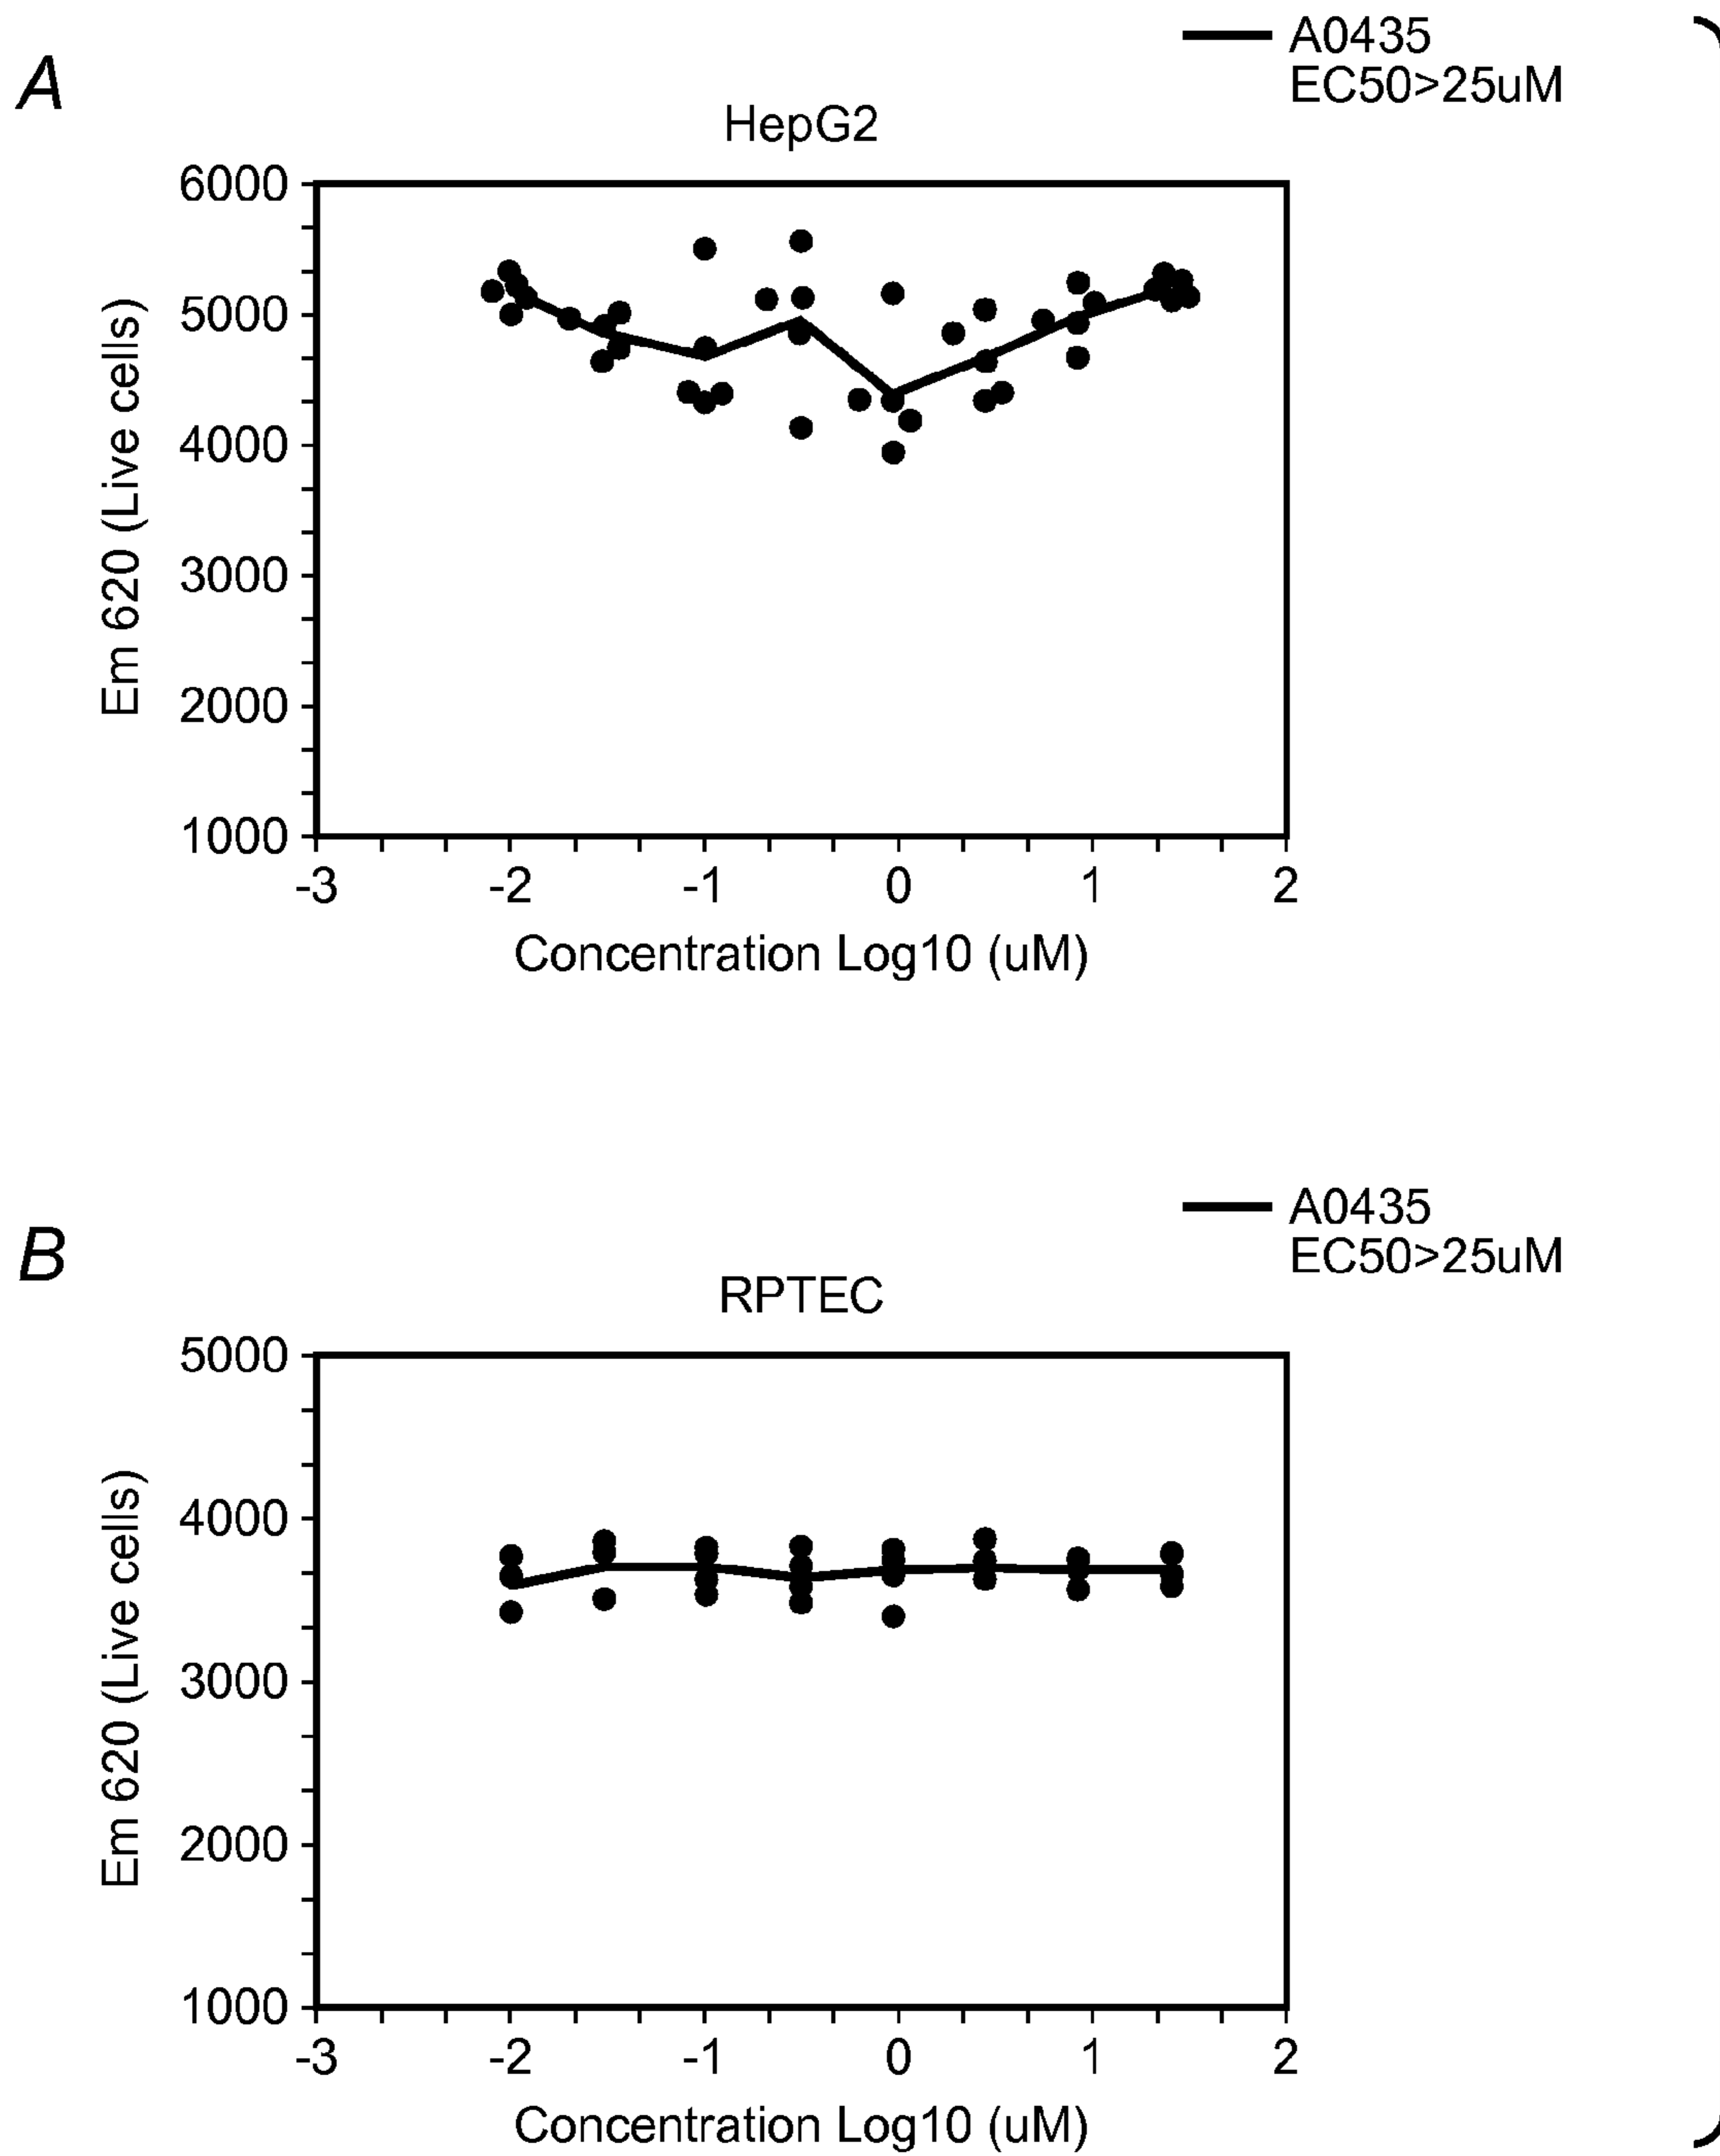 A
A0435
EC50>25uM
HepG2
6000
5000
4000
3000
2000
1000
Em 620 (Live cells)
-3 -2 -1 0 1 2
Concentration Log10 (uM)
B
A0435
EC50>25uM
RPTEC
5000
4000
3000
2000
1000
Em 620 (Live cells)
-3 -2 -1 0 1 2
Concentration Log10 (uM)